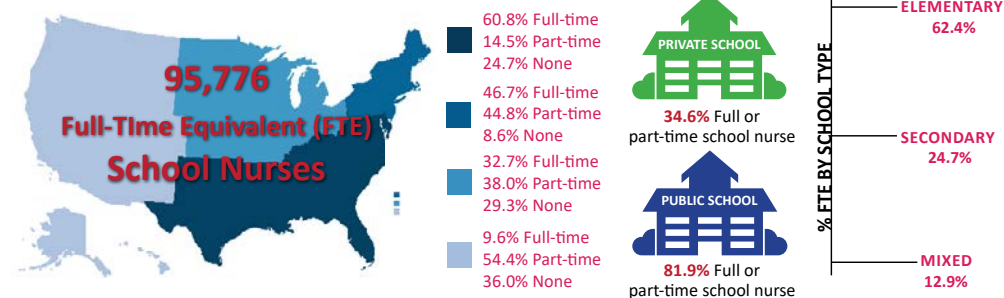 95,776
Full-TIme Equivalent (FTE)
School Nurses
60.8% Full-time
14.5% Part-time
24.7% None
46.7% Full-time
44.8% Part-time
8.6% None
32.7% Full-time
38.0% Part-time
29.3% None
9.6% Full-time
54.4% Part-time
36.0% None
PRIVATE SCHOOL
34.6% Full or
part-time school nurse
PUBLIC SCHOOL
81.9% Full or
part-time school nurse
% FTE BY SCHOOL TYPE
ELEMENTARY
62.4%
SECONDARY
24.7%
MIXED
12.9%